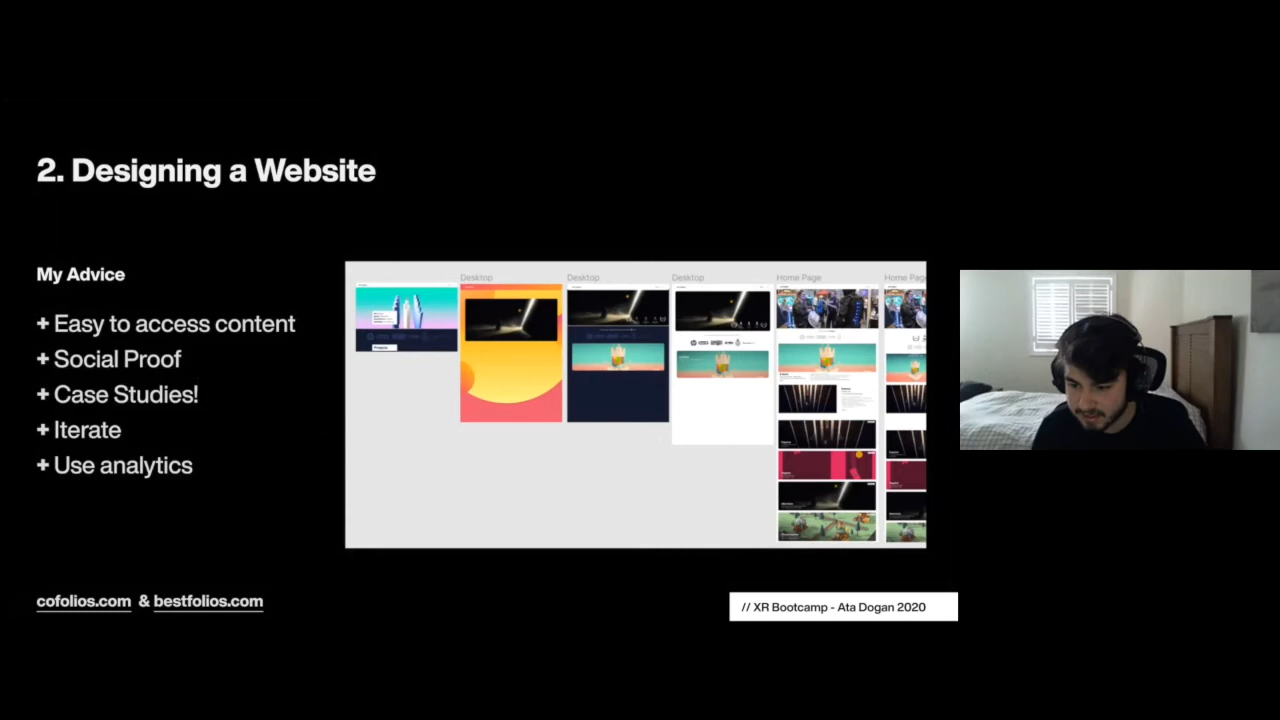 2. Designing a Website
My Advice
+ Easy to access content
+ Social Proof
+ Case Studies!
+ Iterate
+ Use analytics
Desktop
Desktop
Desktop
Home Page
Home Pag
cofolios.com & bestfolios.com
// XR Bootcamp - Ata Dogan 2020